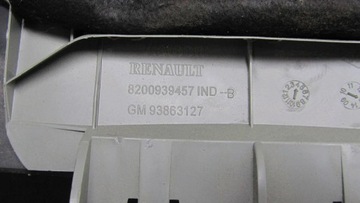 RENAULT
8200939457 IND -B
GM 93863127